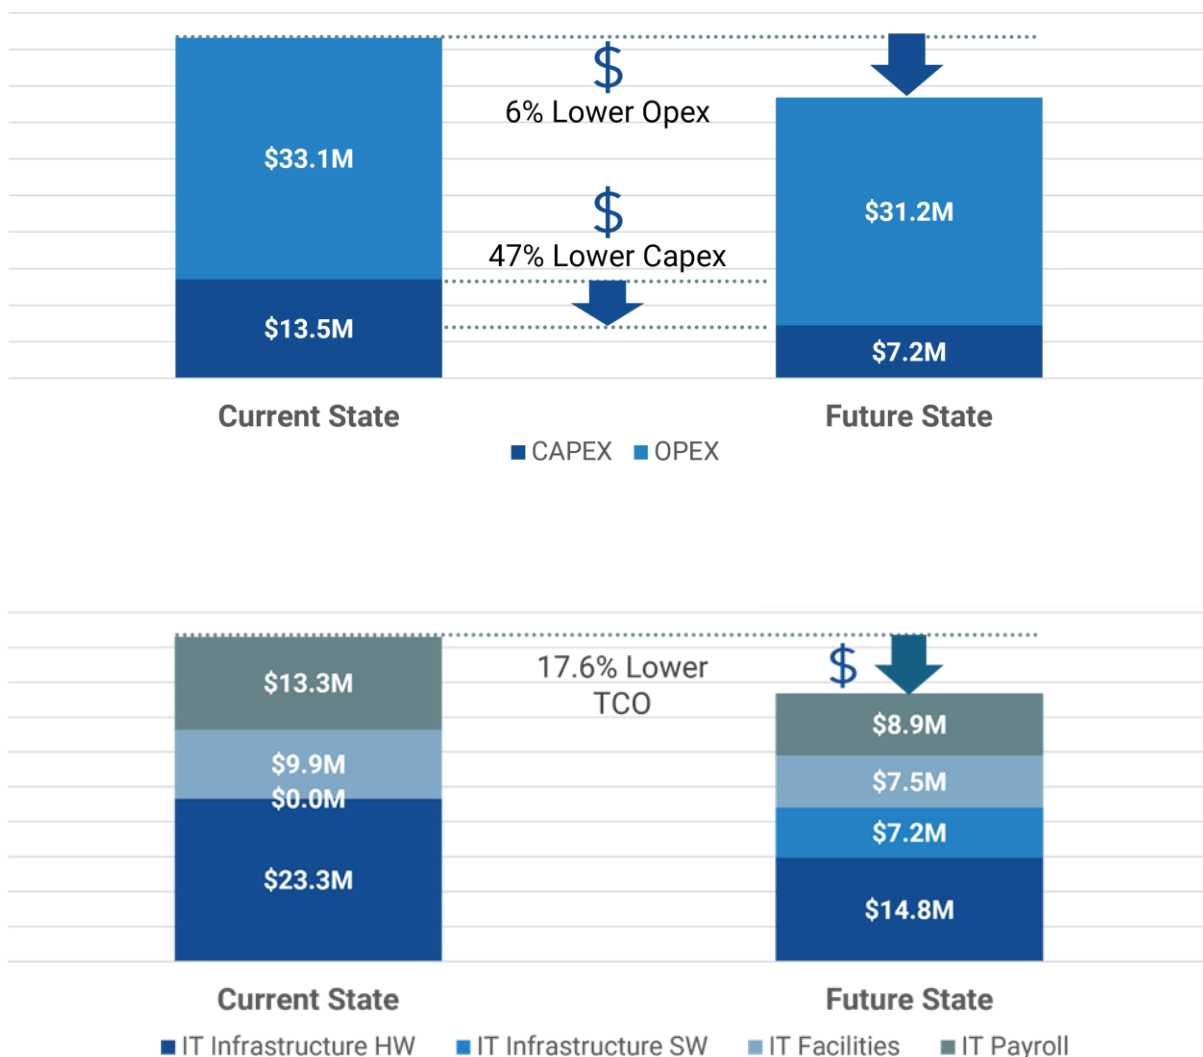 $
6% Lower Opex
$33.1M
$31.2M
$
47% Lower Capex
$13.5M
$7.2M
Current State
Future State
CAPEX OPEX
17.6% Lower
TCO
$
$13.3M
$8.9M
$9.9M
$7.5M
$0.0M
$7.2M
$23.3M
$14.8M
Current State
Future State
IT Infrastructure HW IT Infrastructure SW IT Facilities IT Payroll